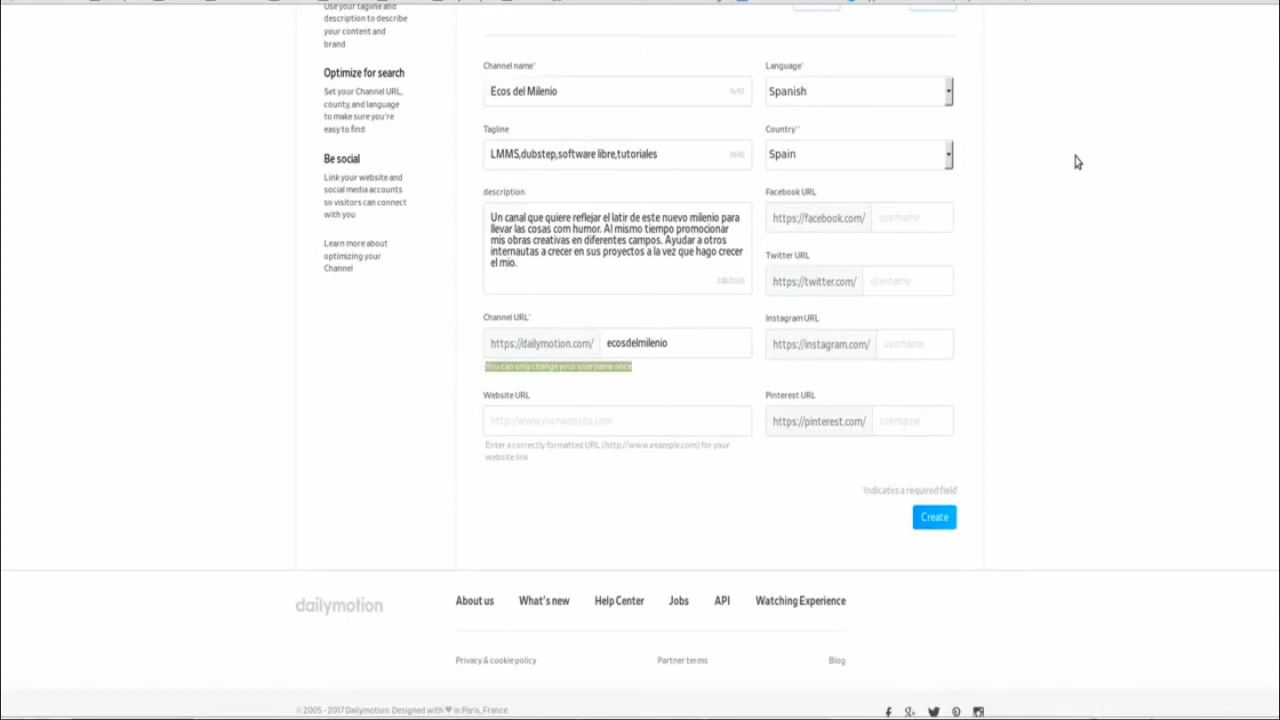 Use your tagline and
description to describe
your content and
brand
Optimize for search
Set your Channel URL,
county, and language
to make sure you're
easy to find
Be social
Link your website and
social media accounts
so visitors can connect
with you
Learn more about
optimizing your
Channel
Channel name*
Ecos del Milenio
Language*
Spanish
Tagline
LMMS,dubstep,software libre,tutoriales
Country**
Spain
description
Un canal que quiere reflejar el latir de este nuevo milenio para
llevar las cosas com humor. Al mismo tiempo promocionar
mis obras creativas en diferentes campos. Ayudar a otros
internautas a crecer en sus proyectos a la vez que hago crecer
el mio.
Facebook URL
https://facebook.com/ username
Twitter URL
https://twitter.com/ username
Channel URL*
https://dailymotion.com/ ecosdelmilenio
You can only change your username once
Instagram URL
https://instagram.com/ username
Website URL
http://www.yourwebsite.com
Enter a correctly formatted URL (http://www.example.com) for your
website link
Pinterest URL
https://pinterest.com/ username
*Indicates a required field
Create
dailymotion
About us What's new Help Center Jobs API Watching Experience
Privacy & cookie policy Partner terms Blog
© 2005 - 2017 Dailymotion. Designed with ♥ in Paris, France